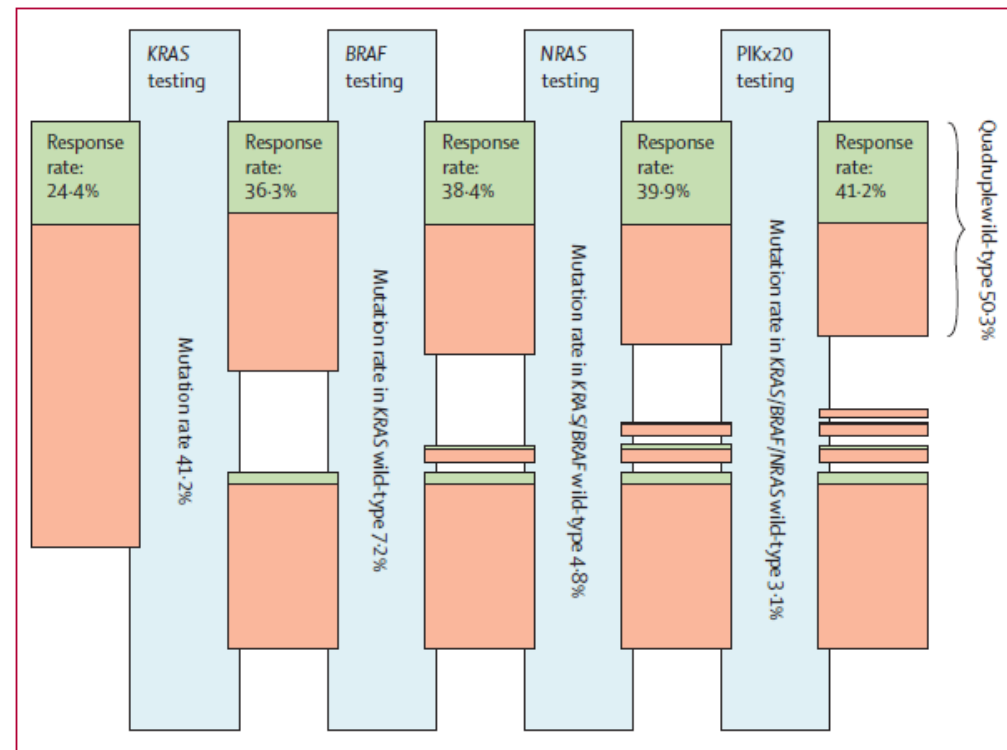 KRAS
testing
BRAF
testing
NRAS
testing
PIKx20
testing
Response
rate:
24·4%
Response
rate:
36·3%
Response
rate:
38·4%
Response
rate:
39·9%
Response
rate:
41·2%
Mutation rate 41·2%
Mutation rate in KRAS wild-type 7·2%
Mutation rate in KRAS/BRAF wild-type 4·8%
Mutation rate in KRAS/BRAF/NRAS wild-type 3·1%
Quadruplewild-type 50·3%